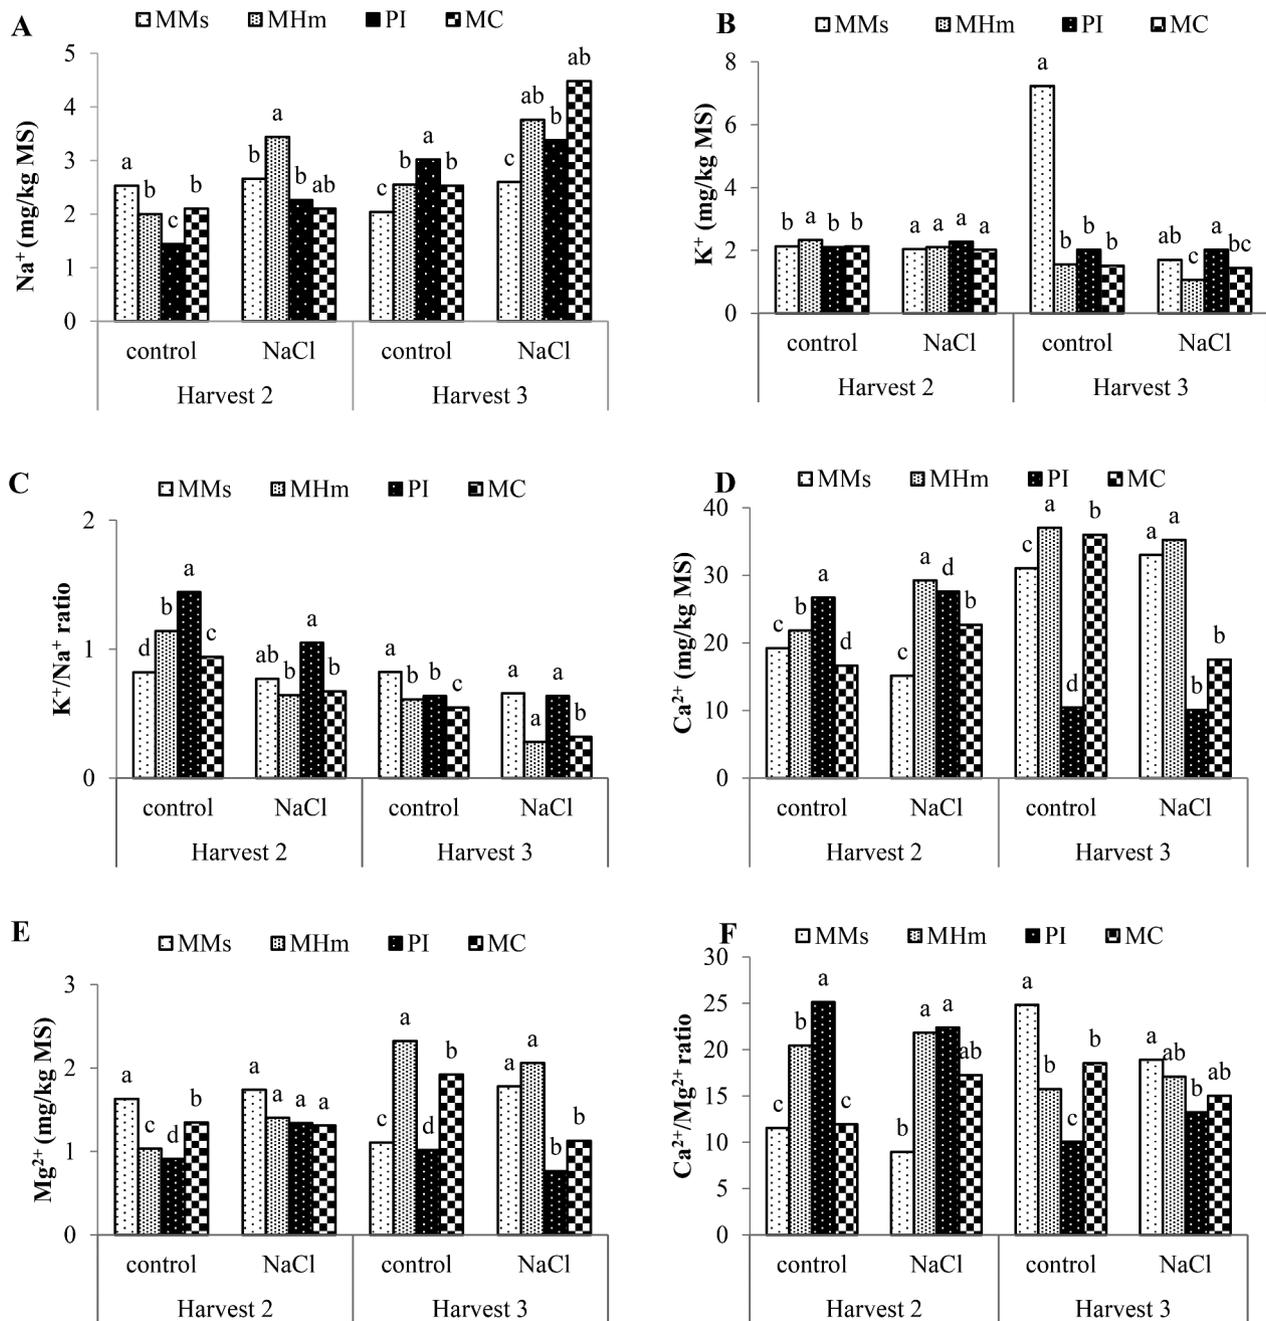 A
MMs MHm PI MC
Na⁺ (mg/kg MS)
5
4
3
2
1
0
a b c b
b a b ab
c b a b
c ab b ab
control NaCl control NaCl
Harvest 2 Harvest 3
B
MMs MHm PI MC
K⁺ (mg/kg MS)
8
6
4
2
0
b a b b
a a a a
a b b b
ab c a bc
control NaCl control NaCl
Harvest 2 Harvest 3
C
MMs MHm PI MC
K⁺/Na⁺ ratio
2
1
0
d b a c
ab b a b
a b b c
a a a b
control NaCl control NaCl
Harvest 2 Harvest 3
D
MMs MHm PI MC
Ca²⁺ (mg/kg MS)
40
30
20
10
0
c b a d
c a d b
c a d b
a a b b
control NaCl control NaCl
Harvest 2 Harvest 3
E
MMs MHm PI MC
Mg²⁺ (mg/kg MS)
3
2
1
0
a c d b
a a a a
c a d b
a a b b
control NaCl control NaCl
Harvest 2 Harvest 3
F
MMs MHm PI MC
Ca²⁺/Mg²⁺ ratio
30
25
20
15
10
5
0
c b a c
b a a ab
a b c b
a ab b ab
control NaCl control NaCl
Harvest 2 Harvest 3